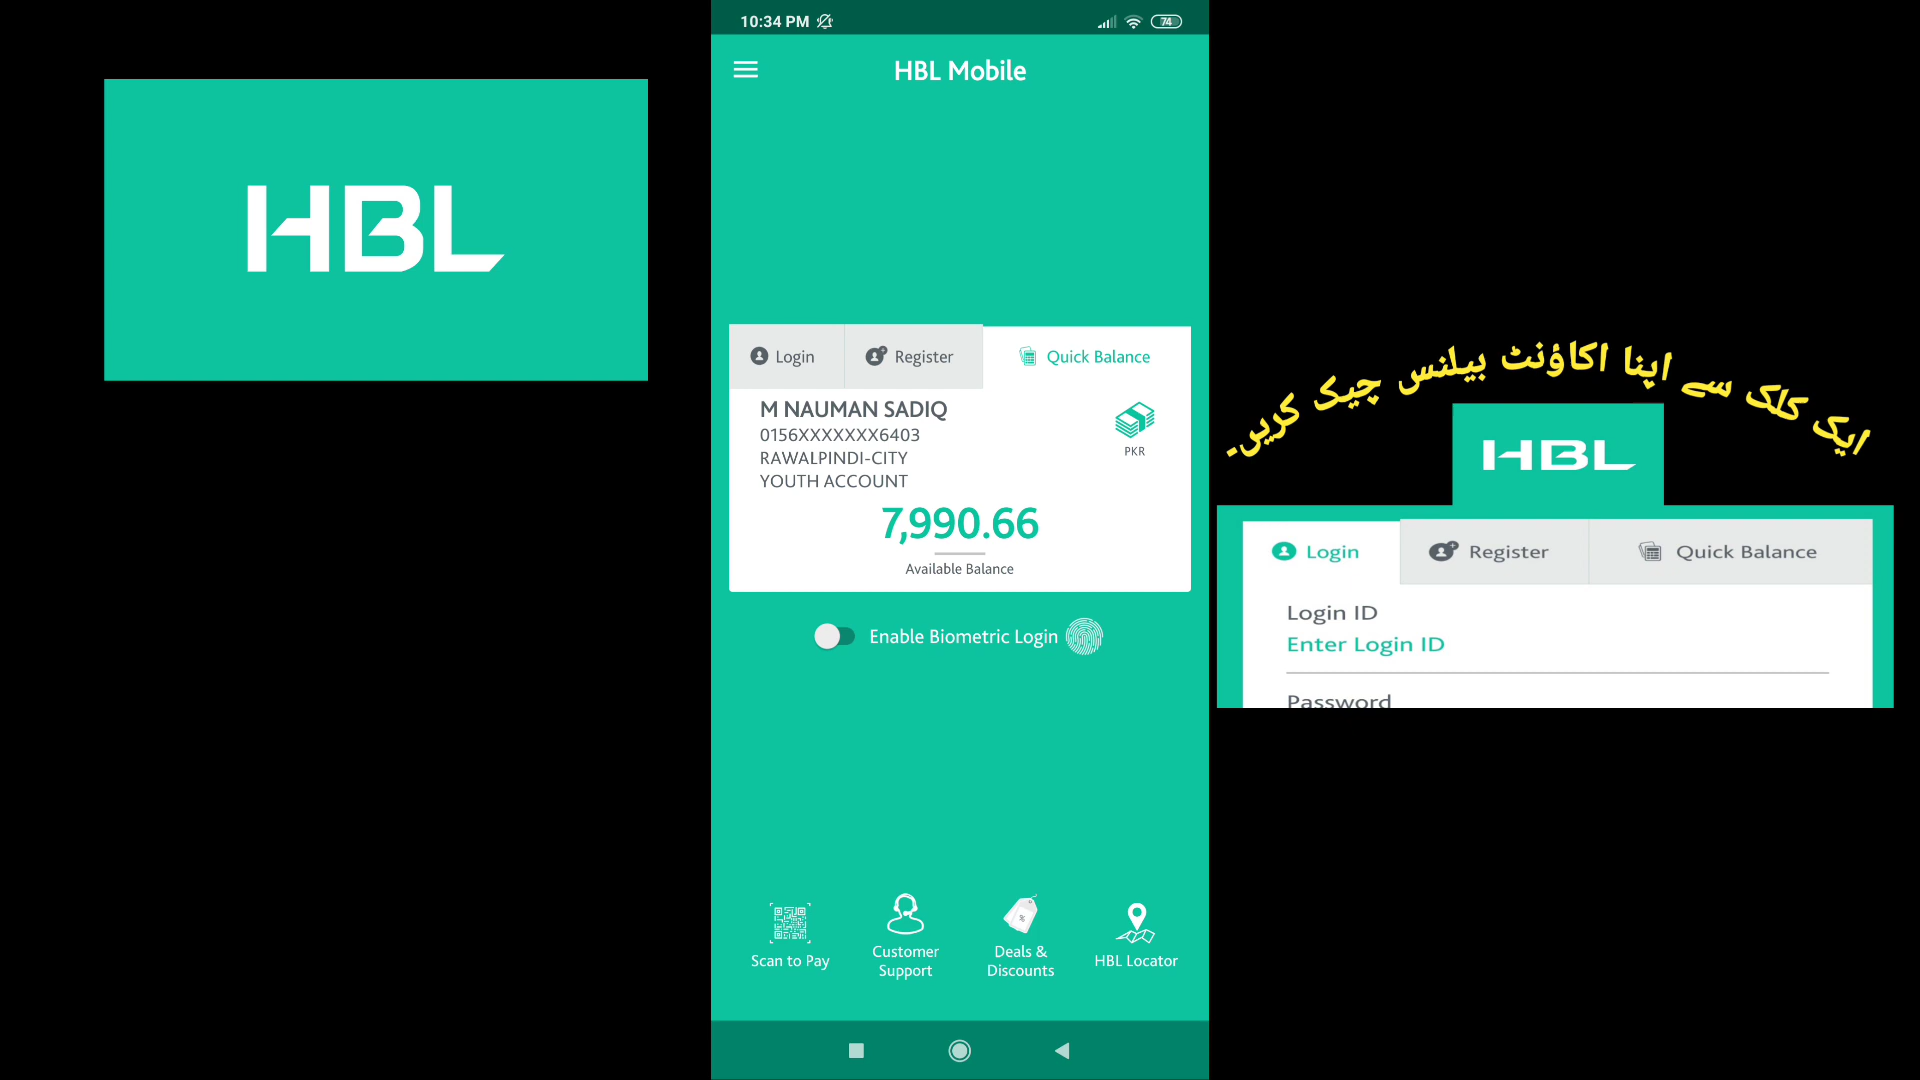 HBL
10:34 PM
74
HBL Mobile
Login
Register
Quick Balance
M NAUMAN SADIQ
0156XXXXXXX6403
RAWALPINDI-CITY
YOUTH ACCOUNT
PKR
7,990.66
Available Balance
Enable Biometric Login
Scan to Pay
Customer
Support
Deals &
Discounts
HBL Locator
ایک کلک سے اپنا اکاؤنٹ بیلنس چیک کریں۔
HBL
Login
Register
Quick Balance
Login ID
Enter Login ID
Password